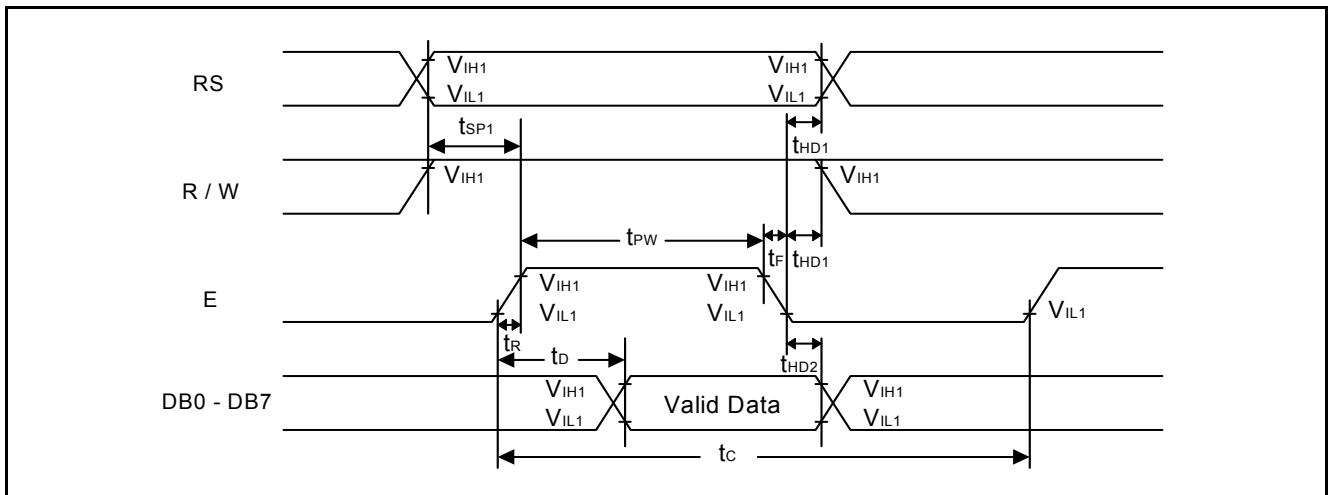 RS
VIH1
VIL1
VIH1
VIL1
tSP1
tHD1
R / W
VIH1
VIH1
tPW
tF
tHD1
E
VIH1
VIL1
VIH1
VIL1
VIL1
tR
tD
tHD2
DB0 - DB7
VIH1
VIL1
Valid Data
VIH1
VIL1
tC